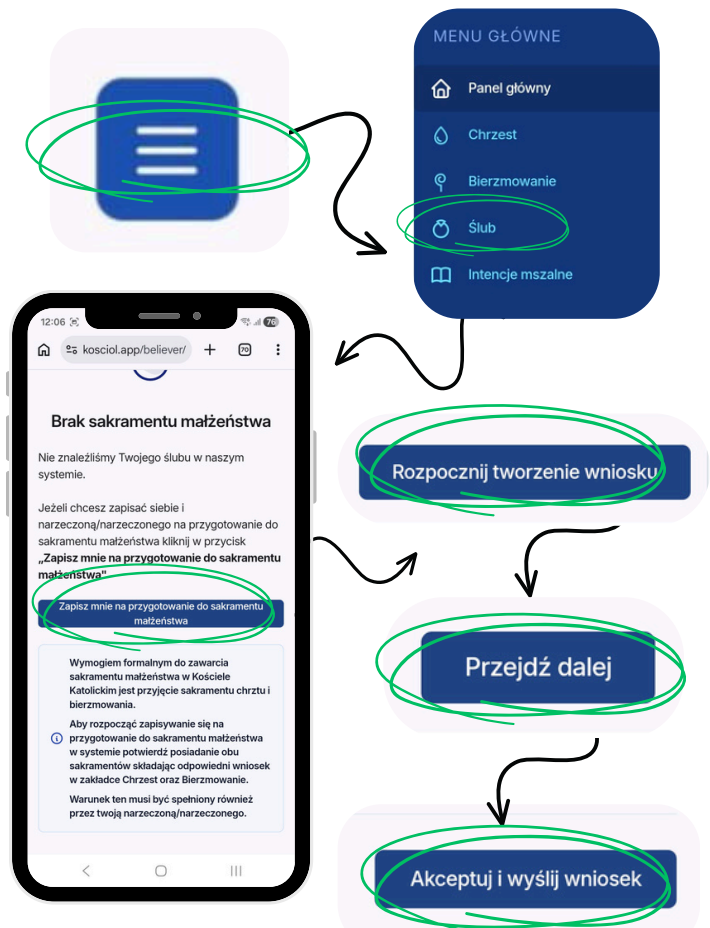 MENU GŁÓWNE
Panel główny
Chrzest
Bierzmowanie
Ślub
Intencje mszalne
12:06
76
kosciol.app/believer/
70
Brak sakramentu małżeństwa
Nie znaleźliśmy Twojego ślubu w naszym
systemie.
Jeżeli chcesz zapisać siebie i
narzeczoną/narzeczonego na przygotowanie do
sakramentu małżeństwa kliknij w przycisk
„Zapisz mnie na przygotowanie do sakramentu
małżeństwa"
Zapisz mnie na przygotowanie do sakramentu
małżeństwa
Wymogiem formalnym do zawarcia
sakramentu małżeństwa w Kościele
Katolickim jest przyjęcie sakramentu chrztu i
bierzmowania.
Aby rozpocząć zapisywanie się na
przygotowanie do sakramentu małżeństwa
w systemie potwierdź posiadanie obu
sakramentów składając odpowiedni wniosek
w zakładce Chrzest oraz Bierzmowanie.
Warunek ten musi być spełniony również
przez twoją narzeczoną/narzeczonego.
Rozpocznij tworzenie wniosku
Przejdź dalej
Akceptuj i wyślij wniosek